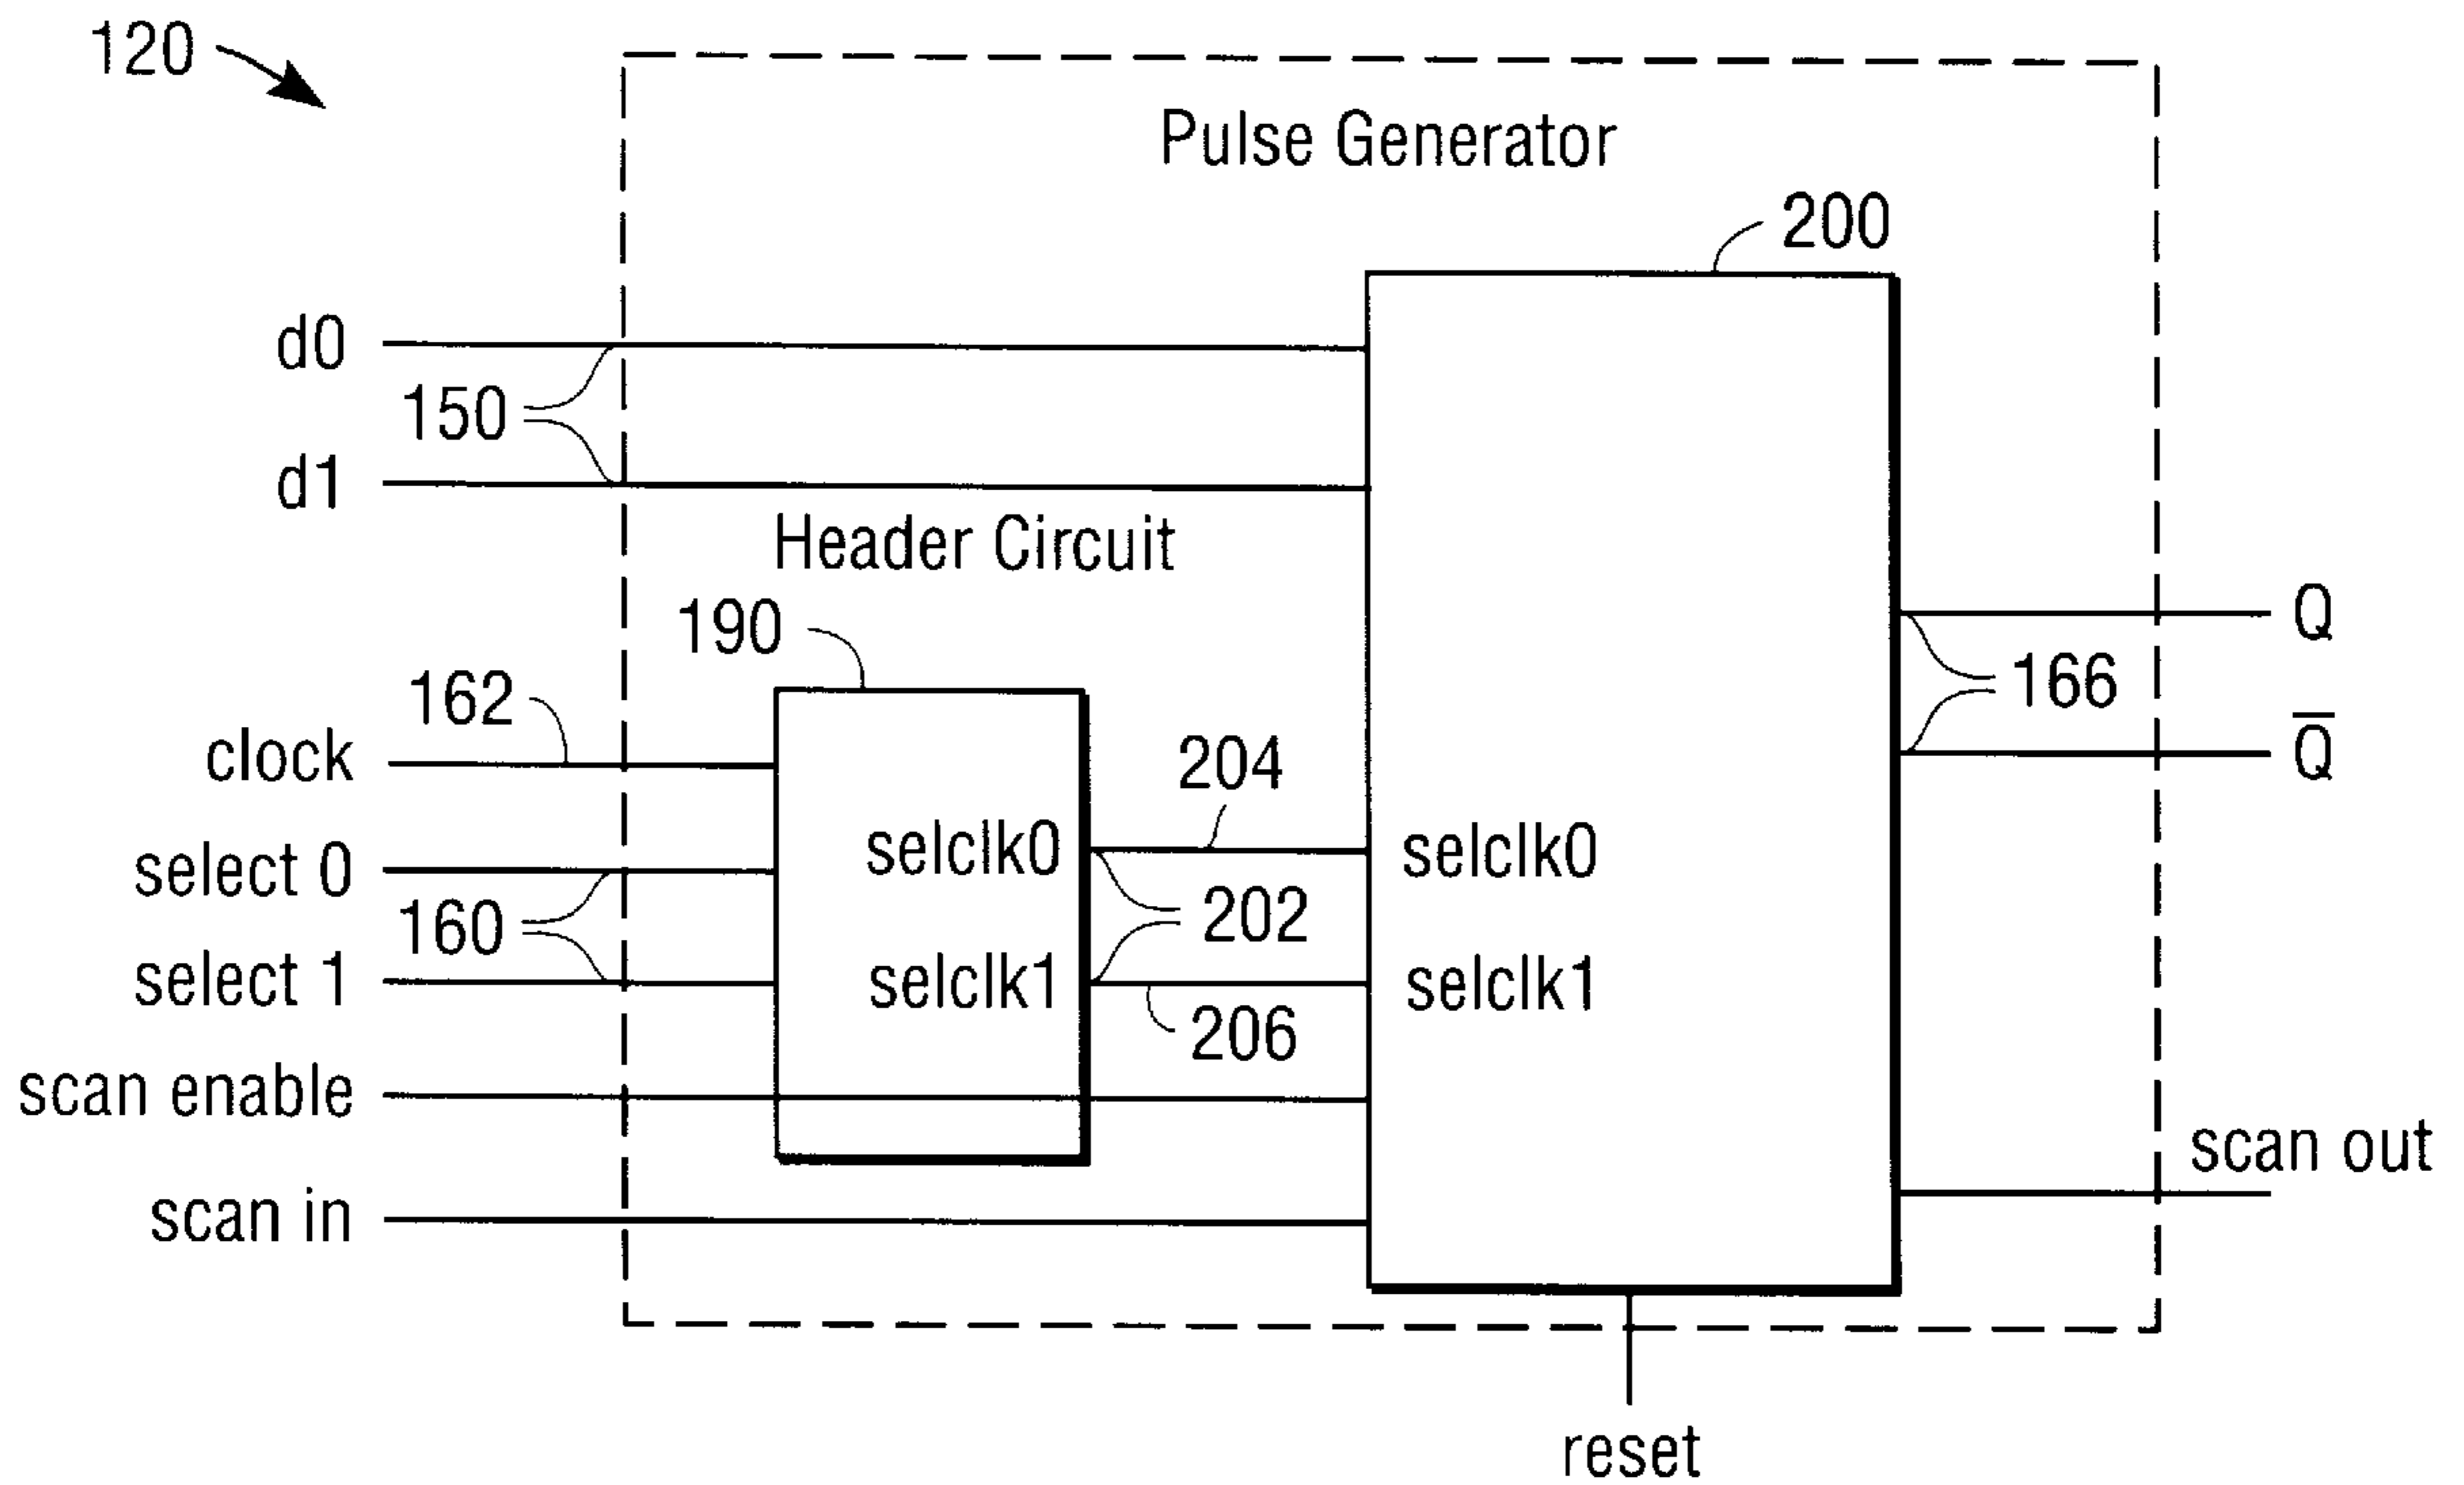 120
Pulse Generator
200
d0
150
d1
Header Circuit
190
Q
162
166
clock
204
Q̅
select 0
selclk0
selclk0
160
202
select 1
selclk1
selclk1
206
scan enable
scan out
scan in
reset